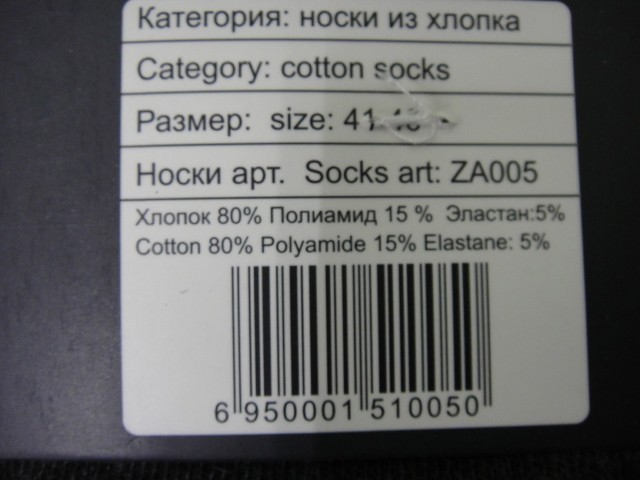 Категория: носки из хлопка
Category: cotton socks
Размер: size: 41
Носки арт. Socks art: ZA005
Хлопок 80% Полиамид 15 % Эластан:5%
Cotton 80% Polyamide 15% Elastane: 5%
6 950001 510050